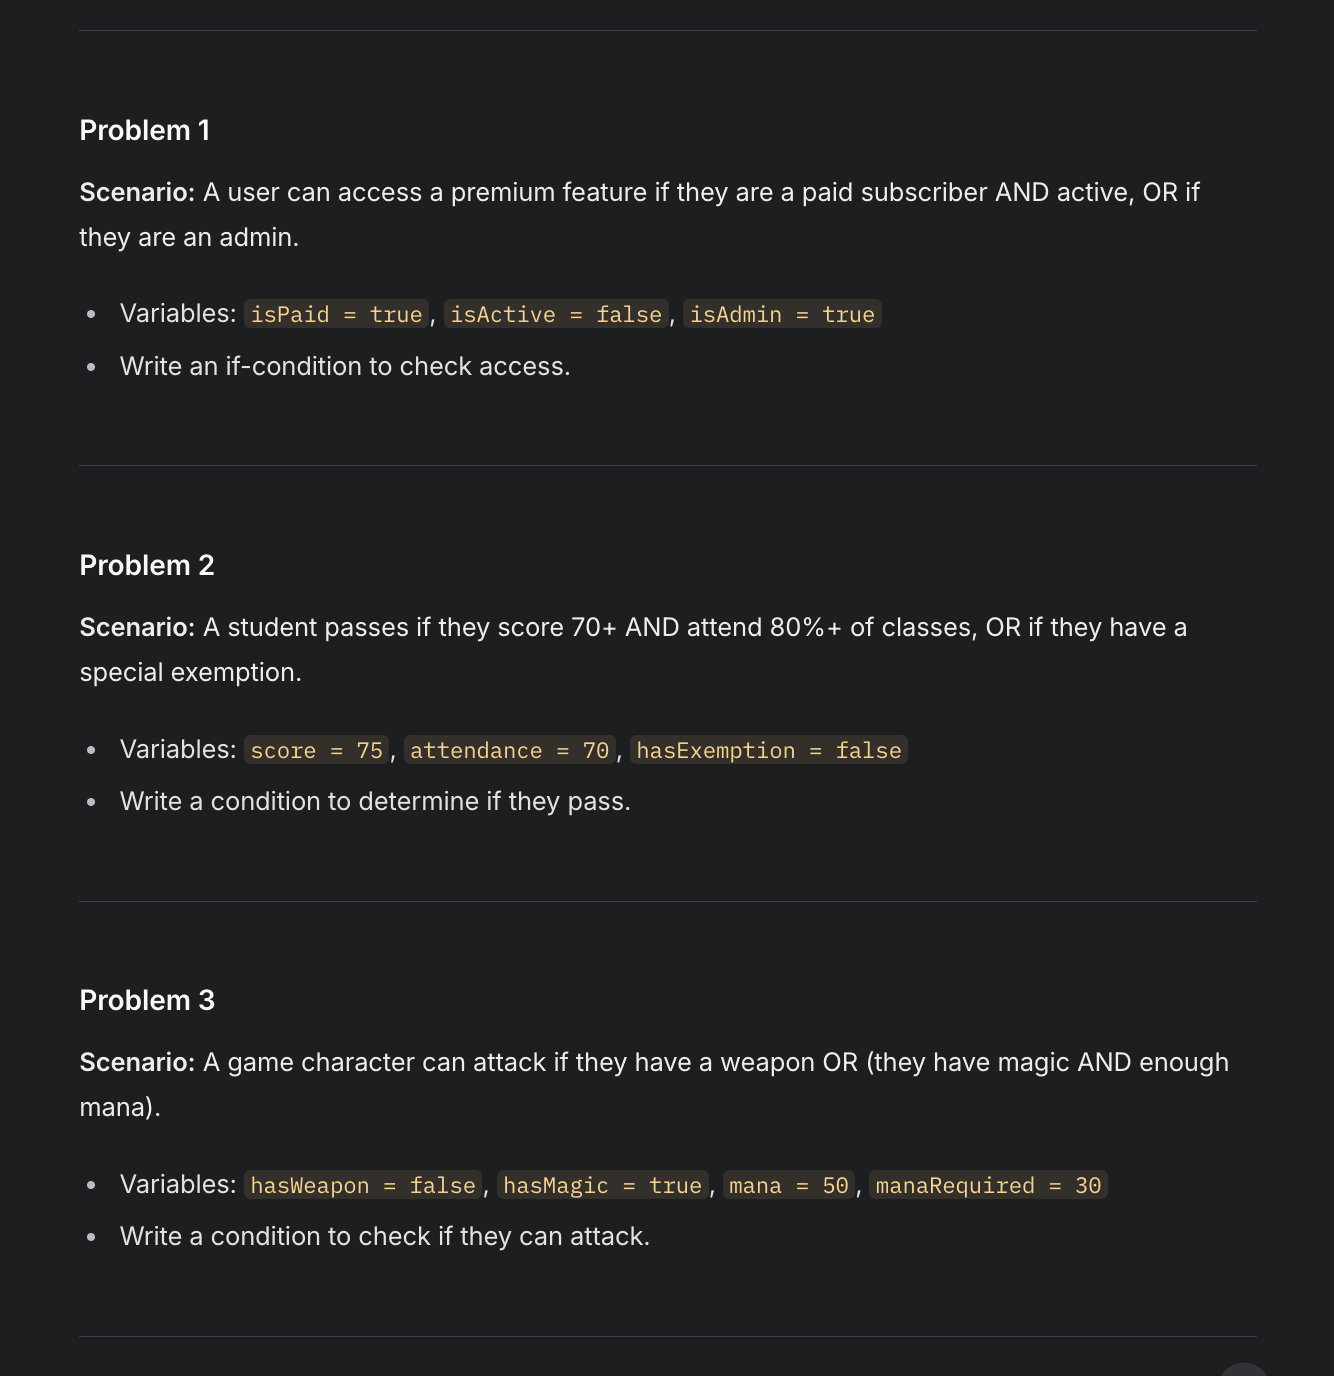 Problem 1
Scenario: A user can access a premium feature if they are a paid subscriber AND active, OR if
they are an admin.
• Variables: isPaid = true, isActive = false, isAdmin = true
• Write an if-condition to check access.
Problem 2
Scenario: A student passes if they score 70+ AND attend 80%+ of classes, OR if they have a
special exemption.
• Variables: score = 75, attendance = 70, hasExemption = false
• Write a condition to determine if they pass.
Problem 3
Scenario: A game character can attack if they have a weapon OR (they have magic AND enough
mana).
• Variables: hasWeapon = false, hasMagic = true, mana = 50, manaRequired = 30
• Write a condition to check if they can attack.